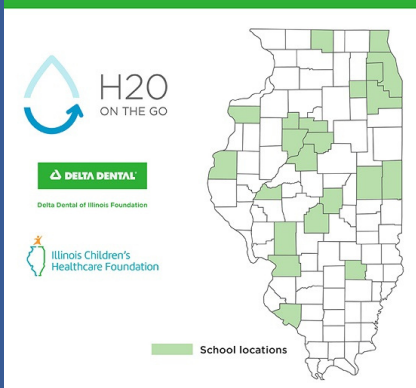 H2O
ON THE GO
DELTA DENTAL
Delta Dental of Illinois Foundation
Illinois Children's
Healthcare Foundation
School locations